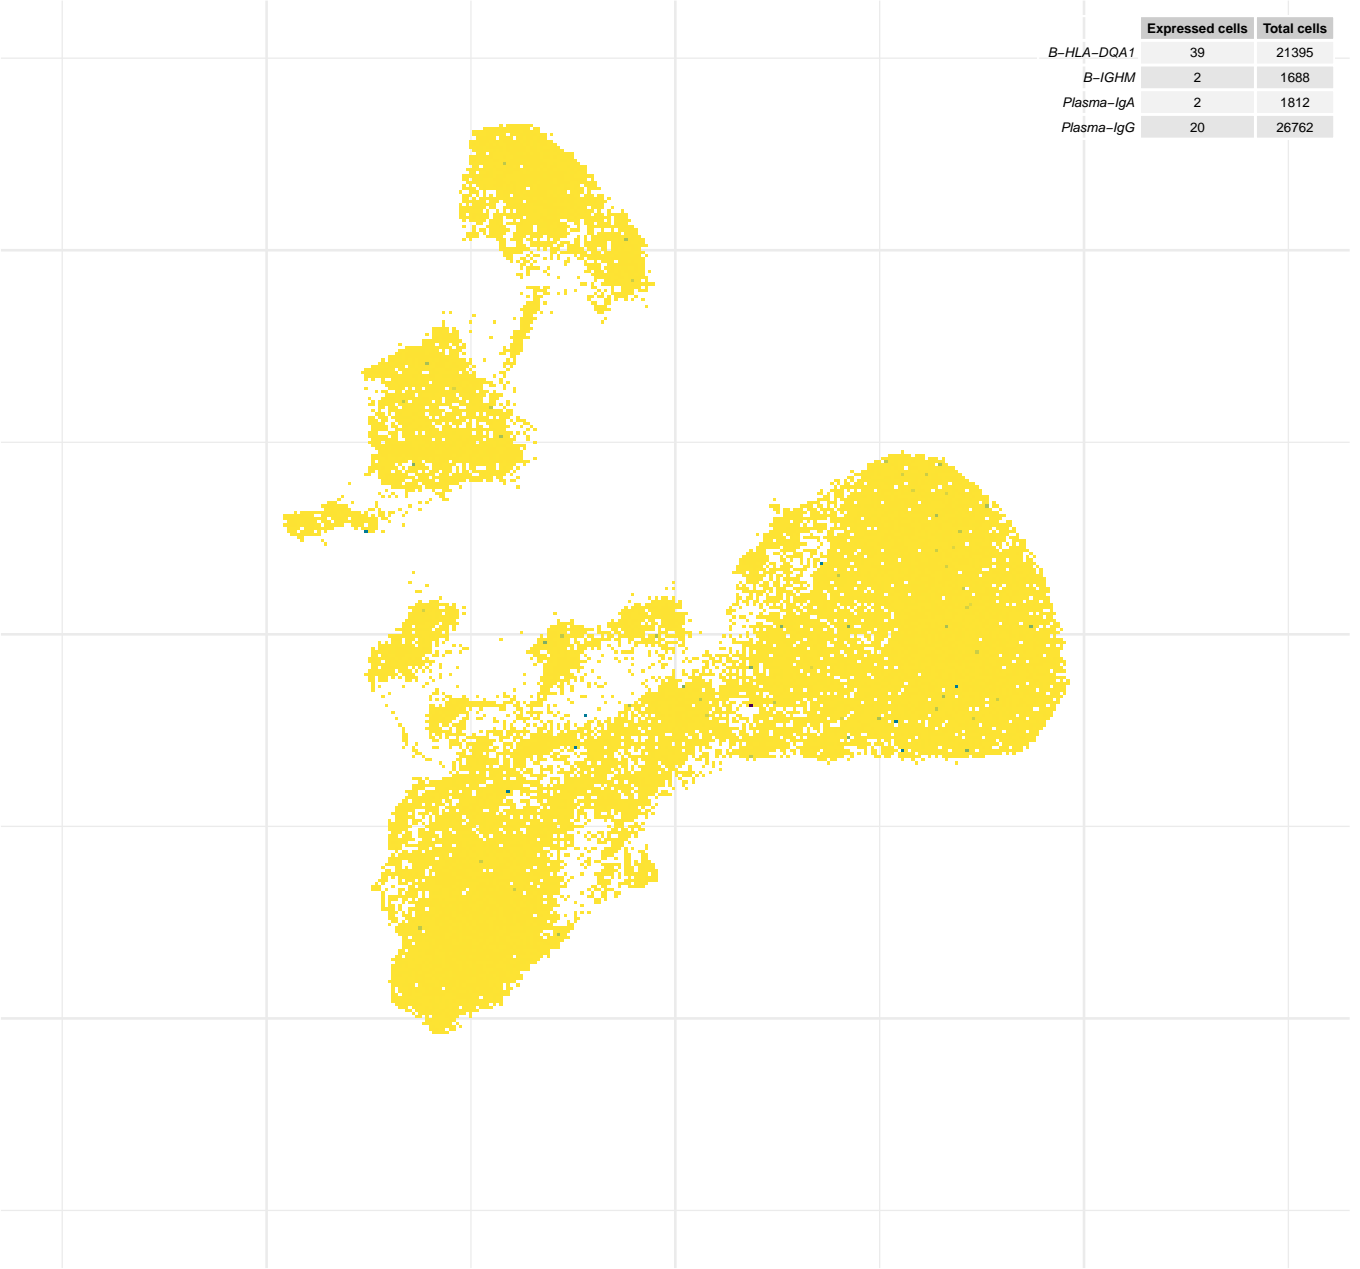 Expressed cells Total cells
B−HLA−DQA1 39 21395
B−IGHM 2 1688
Plasma−IgA 2 1812
Plasma−IgG 20 26762